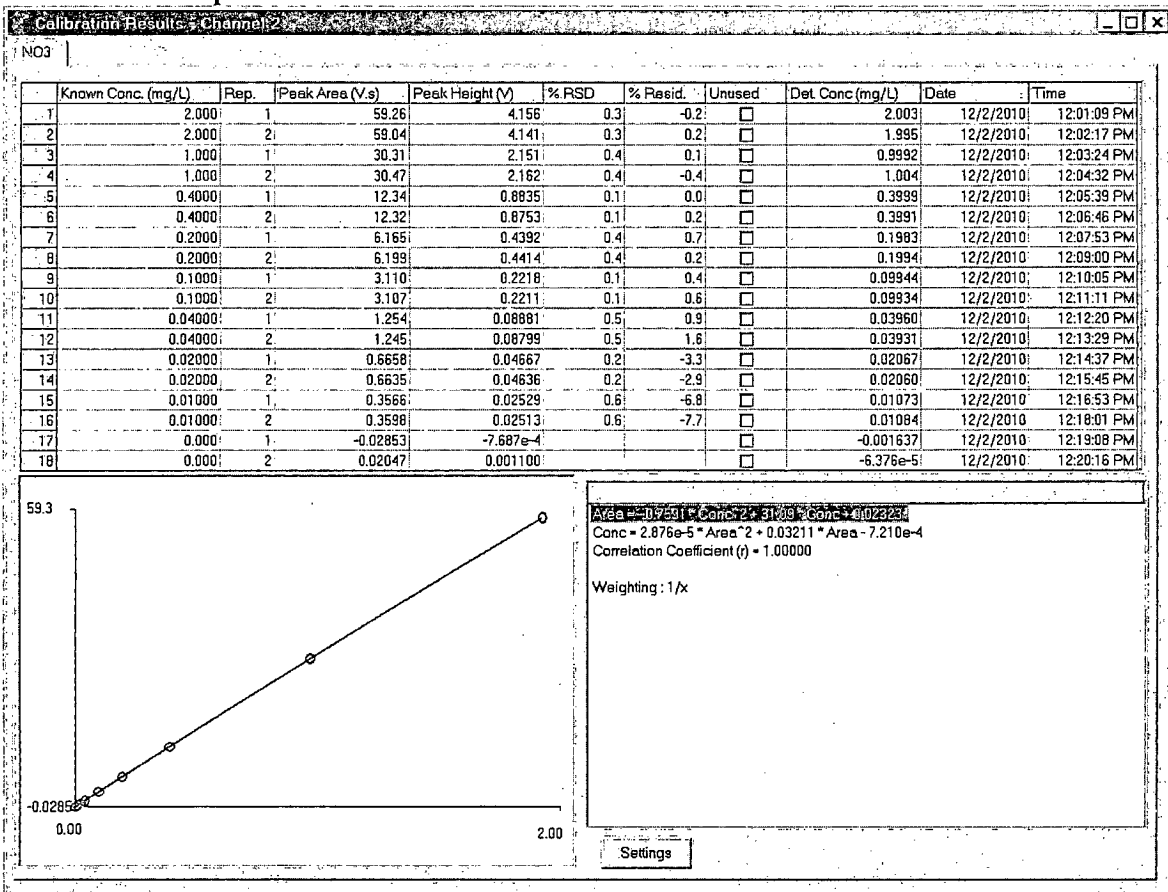 Calibration Results - Channel 2
NO3
Known Conc. (mg/L) Rep. Peak Area (V.s) Peak Height (V) % RSD % Resid. Unused Det. Conc (mg/L) Date Time
1 2.000 1 59.26 4.156 0.3 -0.2 2.003 12/2/2010 12:01:09 PM
2 2.000 2 59.04 4.141 0.3 0.2 1.995 12/2/2010 12:02:17 PM
3 1.000 1 30.31 2.151 0.4 0.1 0.9992 12/2/2010 12:03:24 PM
4 1.000 2 30.47 2.162 0.4 -0.4 1.004 12/2/2010 12:04:32 PM
5 0.4000 1 12.34 0.8835 0.1 0.0 0.3999 12/2/2010 12:05:39 PM
6 0.4000 2 12.32 0.8753 0.1 0.2 0.3991 12/2/2010 12:06:46 PM
7 0.2000 1 6.165 0.4392 0.4 0.7 0.1983 12/2/2010 12:07:53 PM
8 0.2000 2 6.199 0.4414 0.4 0.2 0.1994 12/2/2010 12:09:00 PM
9 0.1000 1 3.110 0.2218 0.1 0.4 0.09944 12/2/2010 12:10:05 PM
10 0.1000 2 3.107 0.2211 0.1 0.6 0.09934 12/2/2010 12:11:11 PM
11 0.04000 1 1.254 0.08881 0.5 0.9 0.03960 12/2/2010 12:12:20 PM
12 0.04000 2 1.245 0.08799 0.5 1.6 0.03931 12/2/2010 12:13:29 PM
13 0.02000 1 0.6658 0.04667 0.2 -3.3 0.02067 12/2/2010 12:14:37 PM
14 0.02000 2 0.6635 0.04636 0.2 -2.9 0.02060 12/2/2010 12:15:45 PM
15 0.01000 1 0.3566 0.02529 0.6 -6.8 0.01073 12/2/2010 12:16:53 PM
16 0.01000 2 0.3598 0.02513 0.6 -7.7 0.01084 12/2/2010 12:18:01 PM
17 0.000 1 -0.02853 -7.687e-4 -0.001637 12/2/2010 12:19:08 PM
18 0.000 2 0.02047 0.001100 -6.376e-5 12/2/2010 12:20:16 PM
59.3
-0.0285
0.00 2.00
Area = -0.7591 * Conc^2 + 31.09 * Conc + 0.023234
Conc = 2.876e-5 * Area^2 + 0.03211 * Area - 7.210e-4
Correlation Coefficient (r) = 1.00000
Weighting : 1/x
Settings